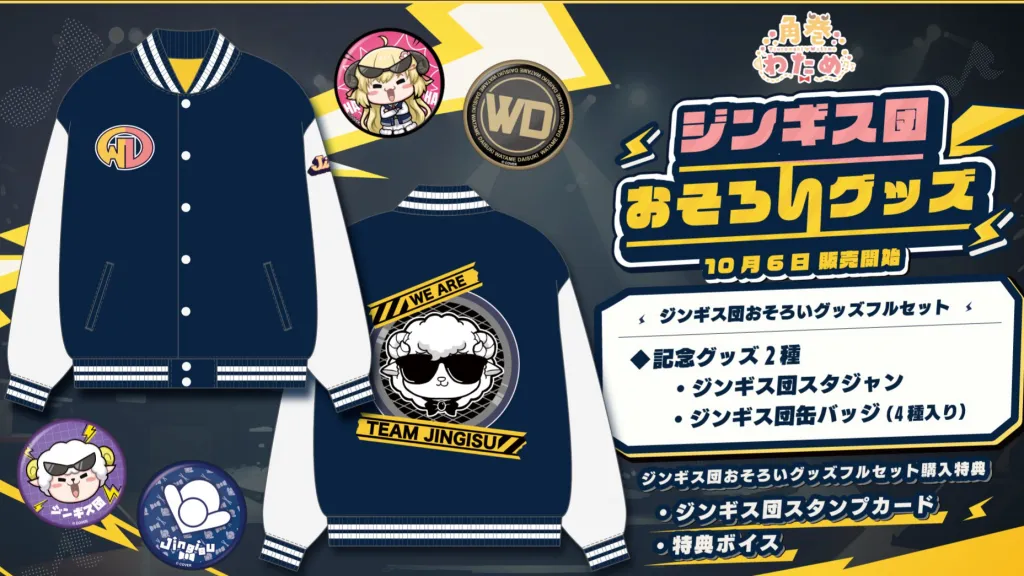 角巻
わため
ジンギス団
おそろいグッズ
10月6日 販売開始
ジンギス団おそろいグッズフルセット
◆記念グッズ2種
・ジンギス団スタジャン
・ジンギス団缶バッジ(4種入り)
ジンギス団おそろいグッズフルセット購入特典
・ジンギス団スタンプカード
・特典ボイス
WD
WD
WATAME DAISUKI
WE ARE
TEAM JINGISU
ジンギス団
Jingisu